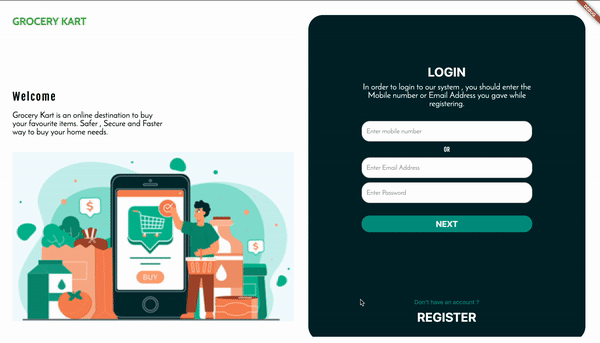 GROCERY KART
Welcome
Grocery Kart is an online destination to buy
your favourite items. Safer , Secure and Faster
way to buy your home needs.
$
$
BUY
LOGIN
In order to login to our system , you should enter the
Mobile number or Email Address you gave while
registering.
Enter mobile number
OR
Enter Email Address
Enter Password
NEXT
Don't have an account ?
REGISTER
DEBUG